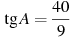 tgA = 40/9